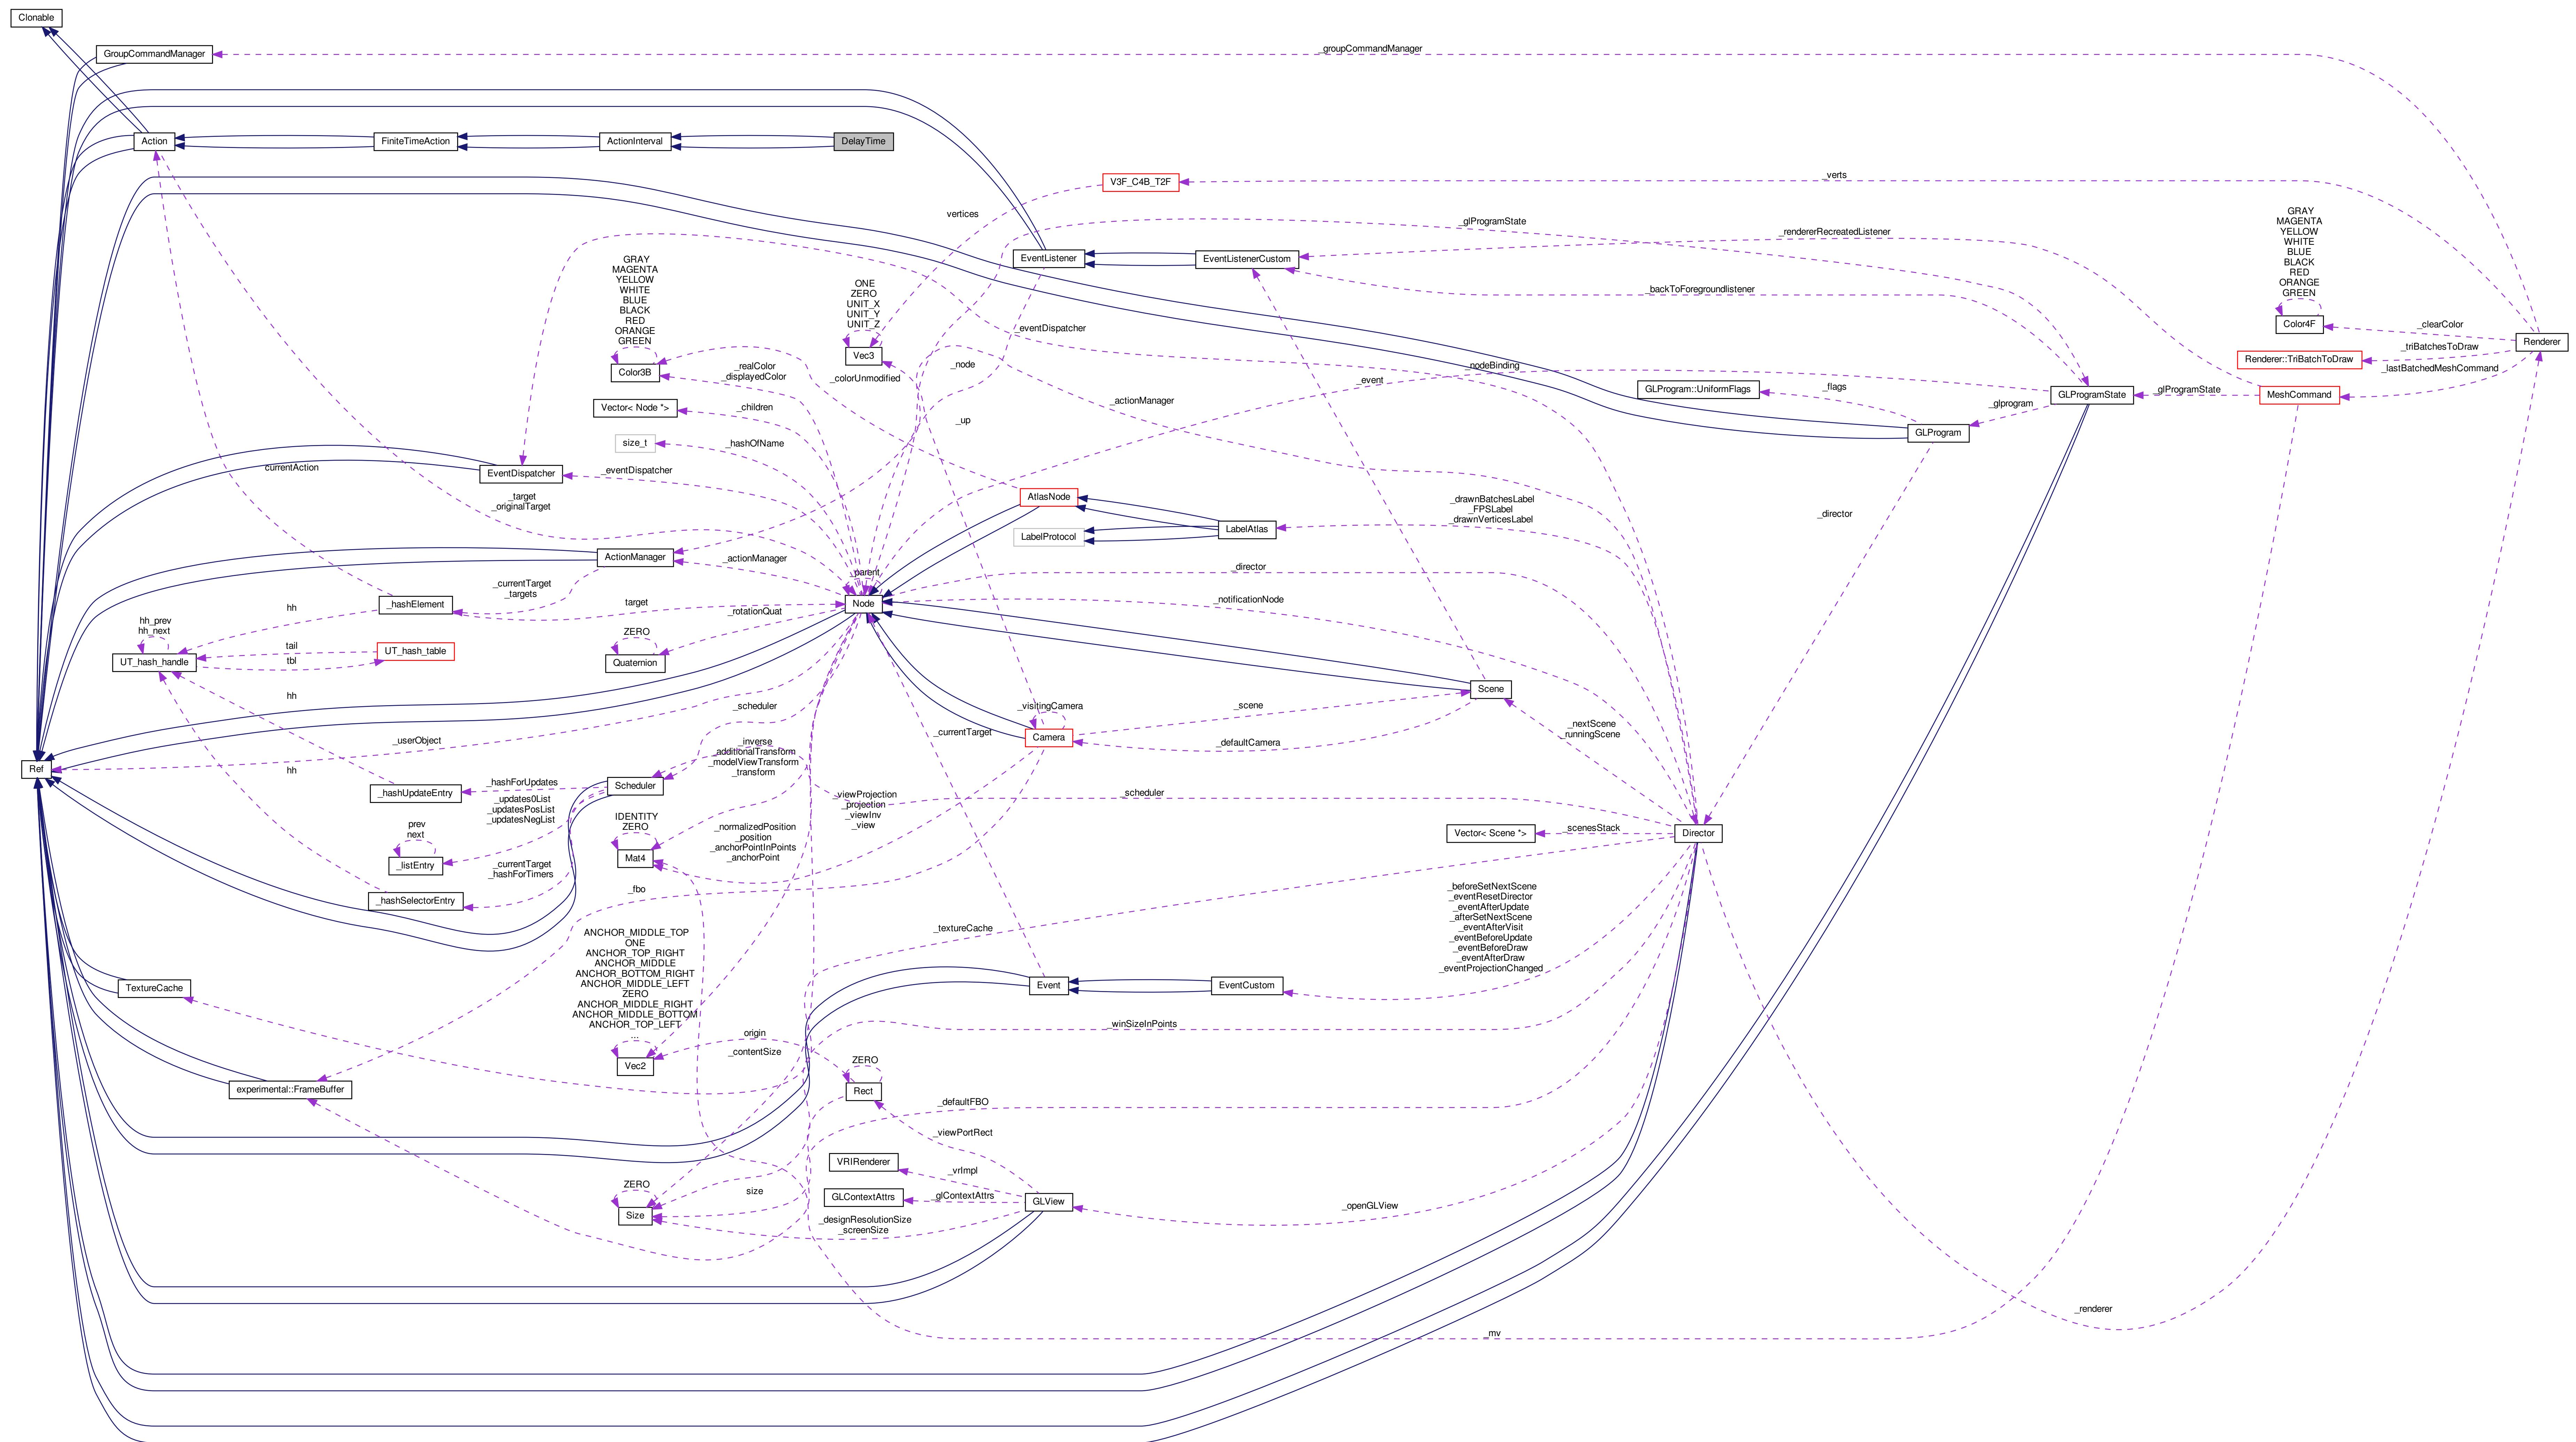 Clonable
GroupCommandManager
_groupCommandManager
Action
FiniteTimeAction
ActionInterval
DelayTime
V3F_C4B_T2F
_verts
vertices
_glProgramState
_rendererRecreatedListener
GRAY
MAGENTA
YELLOW
WHITE
BLUE
BLACK
RED
ORANGE
GREEN
Color4F
EventListener
EventListenerCustom
_backToForegroundlistener
GRAY
MAGENTA
YELLOW
WHITE
BLUE
BLACK
RED
ORANGE
GREEN
Color3B
ONE
ZERO
UNIT_X
UNIT_Y
UNIT_Z
Vec3
_eventDispatcher
_clearColor
Renderer
_triBatchesToDraw
Renderer::TriBatchToDraw
_lastBatchedMeshCommand
_realColor
_displayedColor
_colorUnmodified
_node
_nodeBinding
_event
GLProgram::UniformFlags
_flags
GLProgramState
_glProgramState
MeshCommand
_glprogram
GLProgram
Vector< Node *>
_children
_actionManager
_up
size_t
_hashOfName
currentAction
EventDispatcher
_eventDispatcher
_target
_originalTarget
AtlasNode
_drawnBatchesLabel
_FPSLabel
_drawnVerticesLabel
LabelAtlas
LabelProtocol
_director
ActionManager
_actionManager
_parent
_director
_currentTarget
_targets
_hashElement
hh
target
Node
_notificationNode
_rotationQuat
hh_prev
hh_next
UT_hash_handle
tail
tbl
UT_hash_table
ZERO
Quaternion
Scene
hh
_scheduler
_visitingCamera
_scene
Camera
_currentTarget
_defaultCamera
_nextScene
_runningScene
_userObject
_inverse
_additionalTransform
_modelViewTransform
_transform
Ref
hh
_hashUpdateEntry
_hashForUpdates
Scheduler
_updates0List
_updatesPosList
_updatesNegList
_viewProjection
_projection
_viewInv
_view
_scheduler
prev
next
_listEntry
IDENTITY
ZERO
Mat4
_normalizedPosition
_position
_anchorPointInPoints
_anchorPoint
Vector< Scene *>
_scenesStack
Director
_currentTarget
_hashForTimers
_hashSelectorEntry
_fbo
_beforeSetNextScene
_eventResetDirector
_eventAfterUpdate
_afterSetNextScene
_eventAfterVisit
_eventBeforeUpdate
_eventBeforeDraw
_eventAfterDraw
_eventProjectionChanged
_textureCache
ANCHOR_MIDDLE_TOP
ONE
ANCHOR_TOP_RIGHT
ANCHOR_MIDDLE
ANCHOR_BOTTOM_RIGHT
ANCHOR_MIDDLE_LEFT
ZERO
ANCHOR_MIDDLE_RIGHT
ANCHOR_MIDDLE_BOTTOM
ANCHOR_TOP_LEFT
...
Vec2
TextureCache
Event
EventCustom
origin
_winSizeInPoints
_contentSize
ZERO
Rect
experimental::FrameBuffer
_defaultFBO
_viewPortRect
VRIRenderer
_vrImpl
GLContextAttrs
_glContextAttrs
GLView
ZERO
Size
size
_designResolutionSize
_screenSize
_openGLView
_renderer
_mv